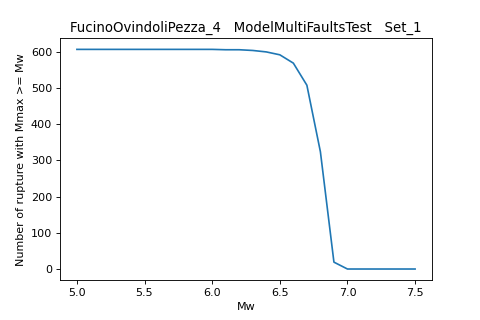 FucinoOvindoliPezza_4   ModelMultiFaultsTest   Set_1
Number of rupture with Mmax >= Mw
600
500
400
300
200
100
0
5.0 5.5 6.0 6.5 7.0 7.5
Mw